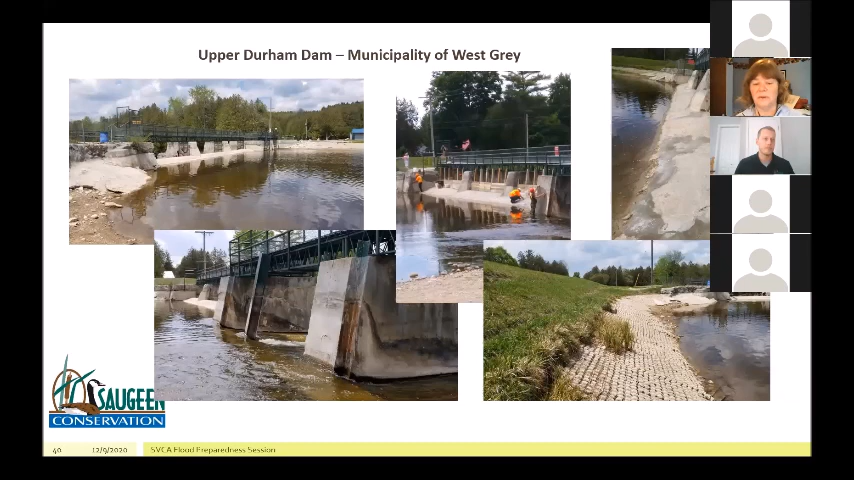 Upper Durham Dam – Municipality of West Grey
SAUGEEN
CONSERVATION
40 12/9/2020 SVCA Flood Preparedness Session